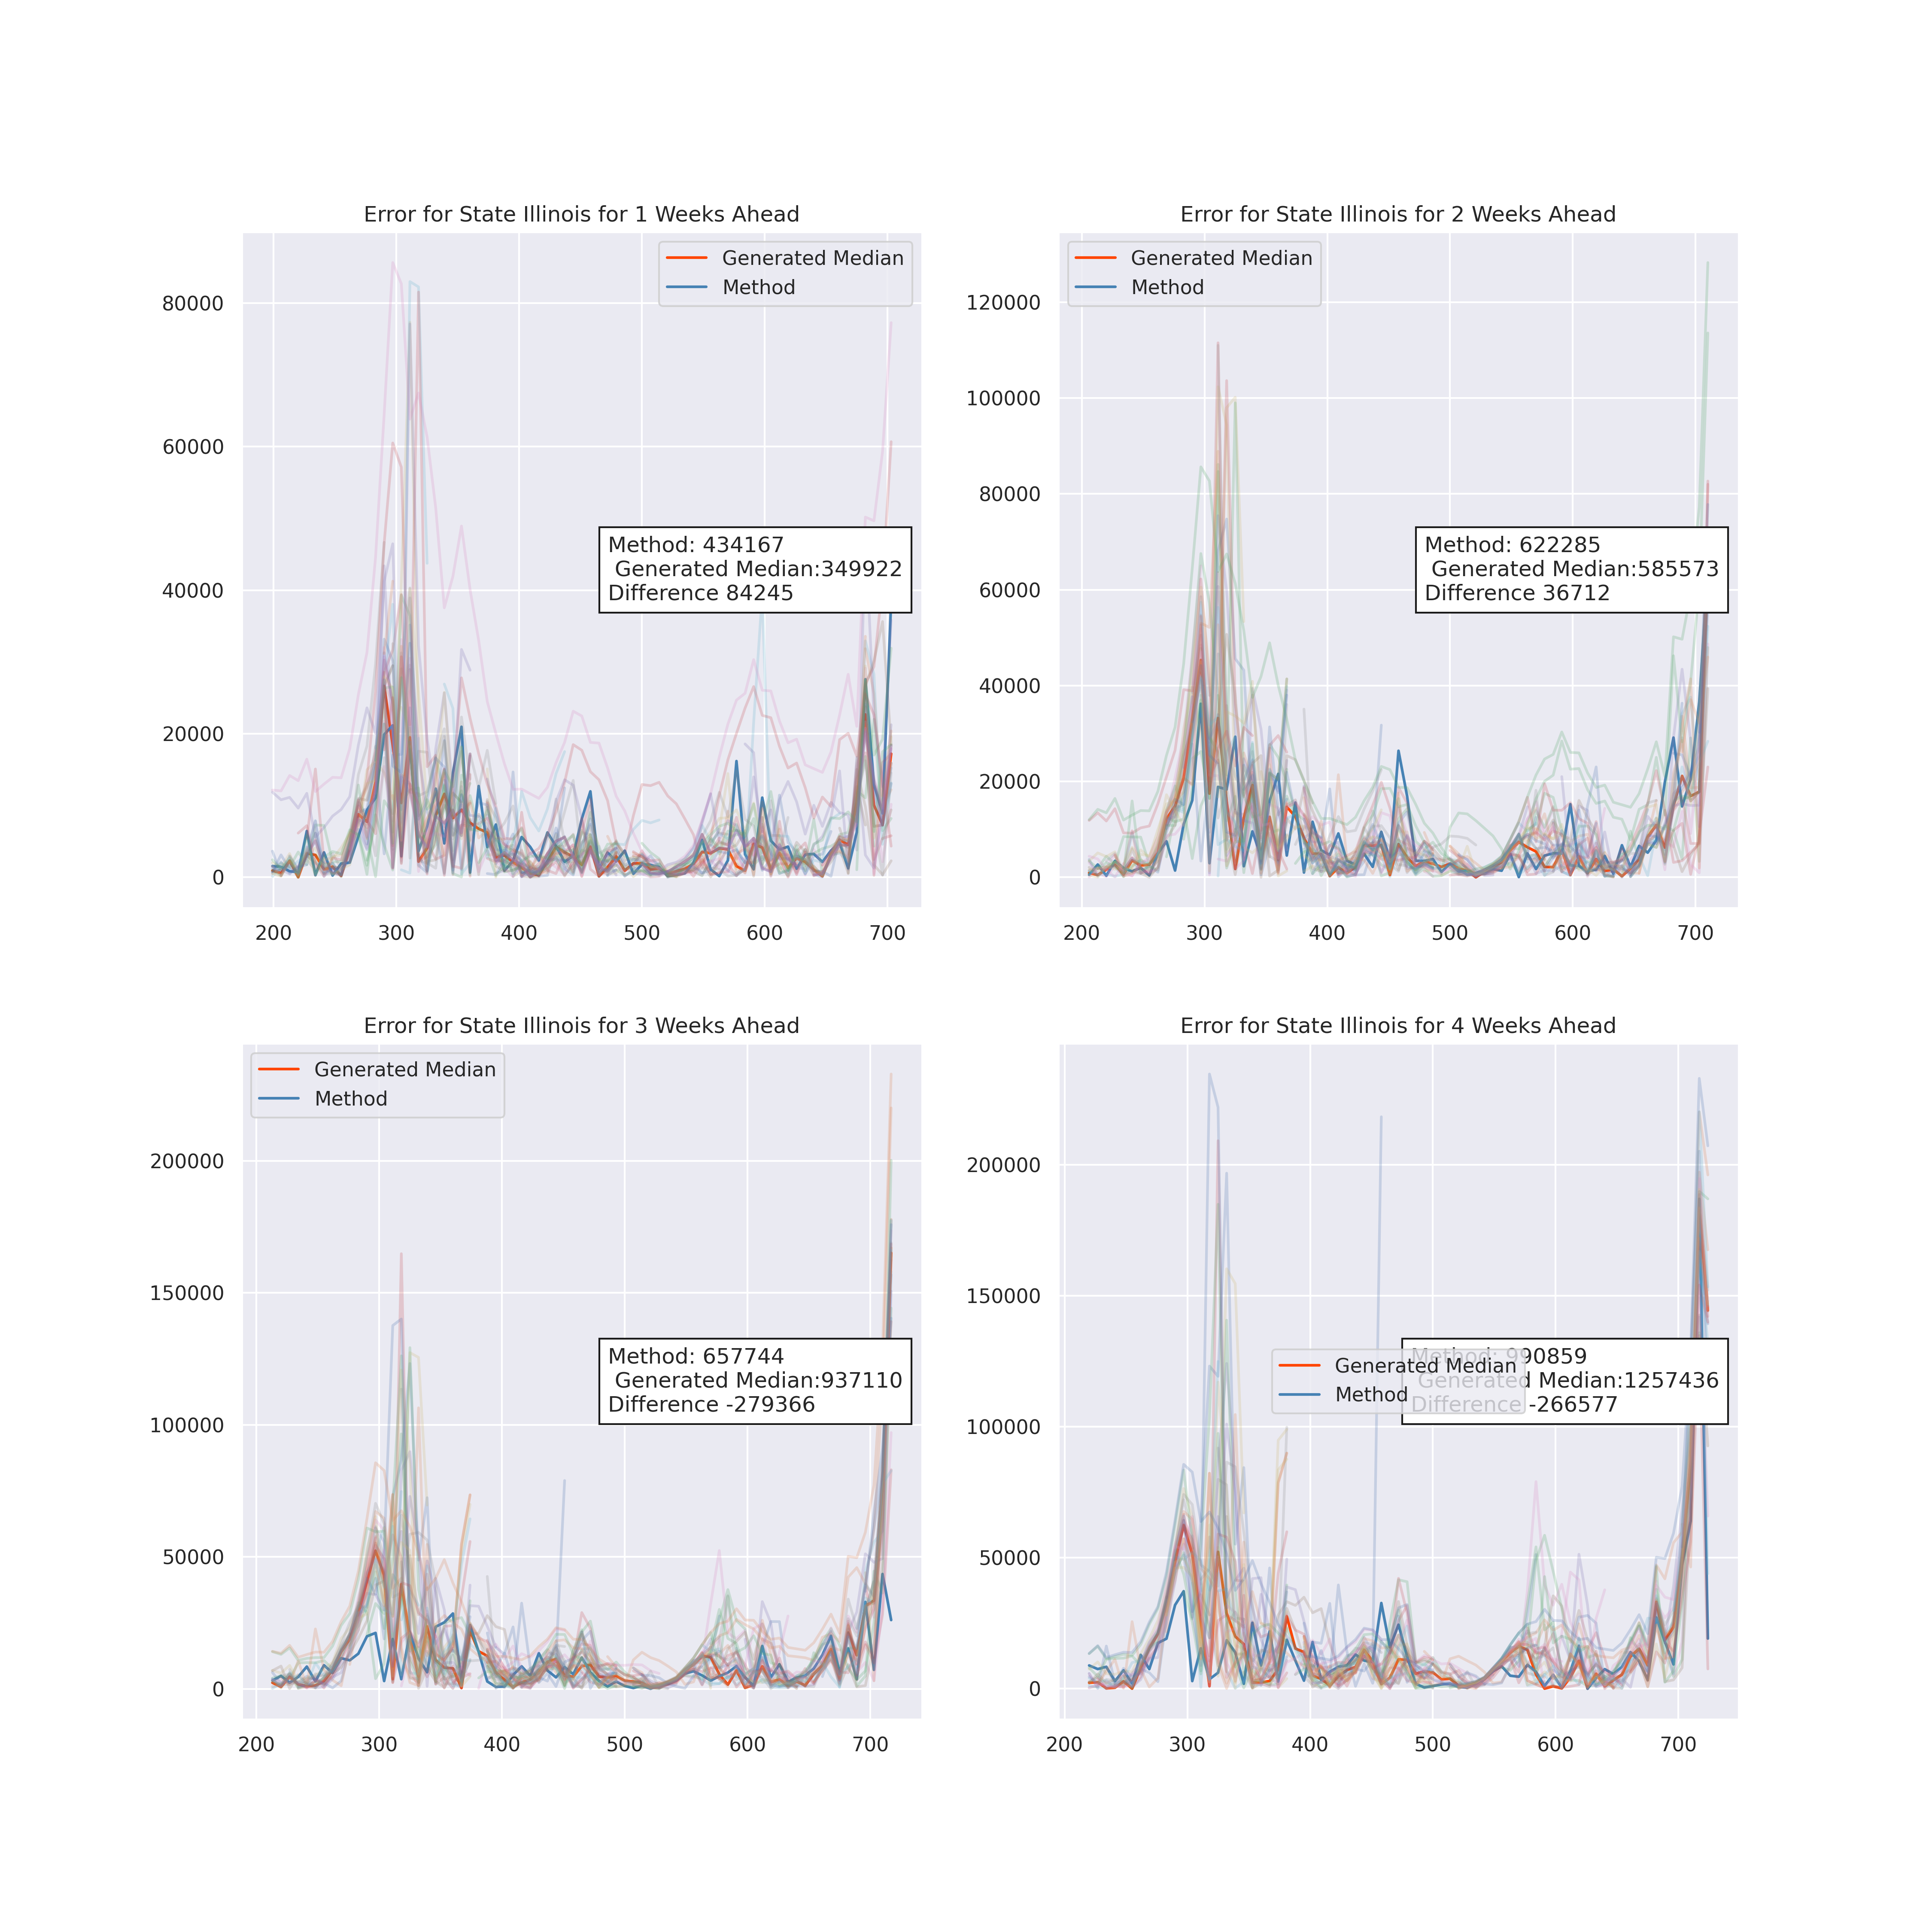 Error for State Illinois for 1 Weeks Ahead
Generated Median
Method
80000
60000
40000
20000
0
Method: 434167
Generated Median:349922
Difference 84245
200 300 400 500 600 700
Error for State Illinois for 2 Weeks Ahead
Generated Median
Method
120000
100000
80000
60000
40000
20000
0
Method: 622285
Generated Median:585573
Difference 36712
200 300 400 500 600 700
Error for State Illinois for 3 Weeks Ahead
Generated Median
Method
200000
150000
100000
50000
0
Method: 657744
Generated Median:937110
Difference -279366
200 300 400 500 600 700
Error for State Illinois for 4 Weeks Ahead
200000
150000
100000
50000
0
Generated Median
Method
Method: 990859
Generated Median:1257436
Difference -266577
200 300 400 500 600 700